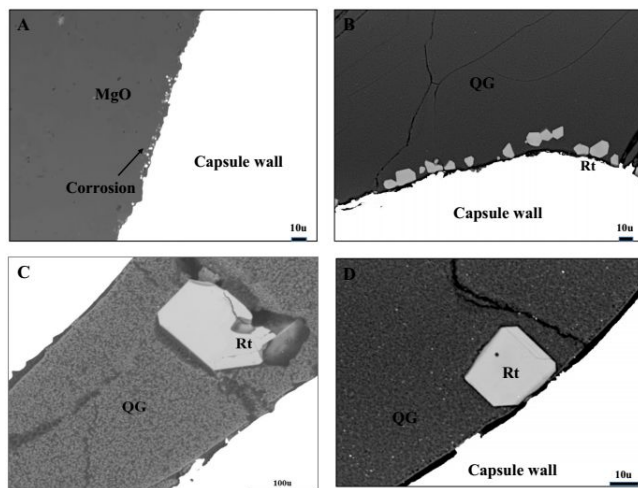 A
MgO
Capsule wall
Corrosion
10u
B
QG
Rt
Capsule wall
10u
C
Rt
QG
100u
D
Rt
QG
Capsule wall
10u